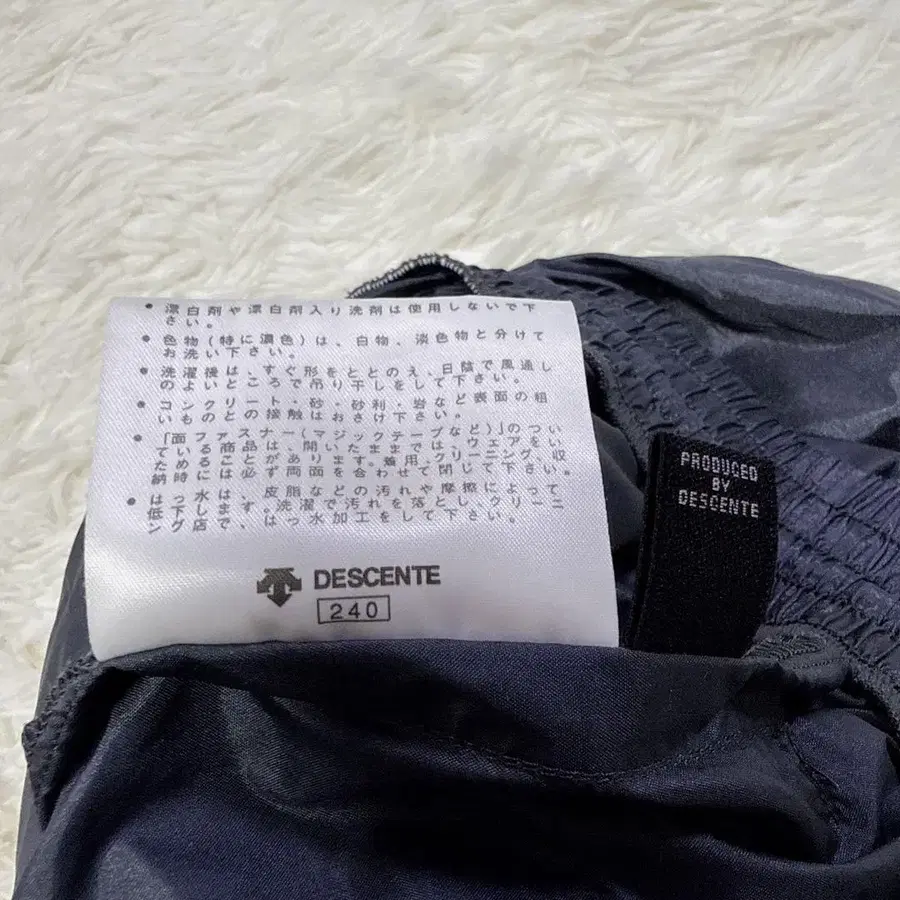 • 漂白剤や漂白剤入り洗剤は使用しないで下
さい。
• 色物(特に濃色)は、白物、淡色物と分けて
お洗い下さい。
• 洗濯後は、すぐ形をととのえ、日陰で風通し
のよいところで吊り干しをして下さい。
• コンクリート・砂・砂利・岩など表面の粗
いものとの接触はおさけ下さい。
• 「面ファスナー(マジックテープなど)」のつい
ている商品は、開いたままでは、ウェアをい
ためることがあります。着用、クリーニング、収
納時には必ず両面を合わせて閉じて下さい。
• はっ水は、皮脂などの汚れや摩擦によって
低下します。洗濯で汚れを落とし、クリーニ
ング店で、はっ水加工をして下さい。
DESCENTE
240
PRODUCED
BY
DESCENTE